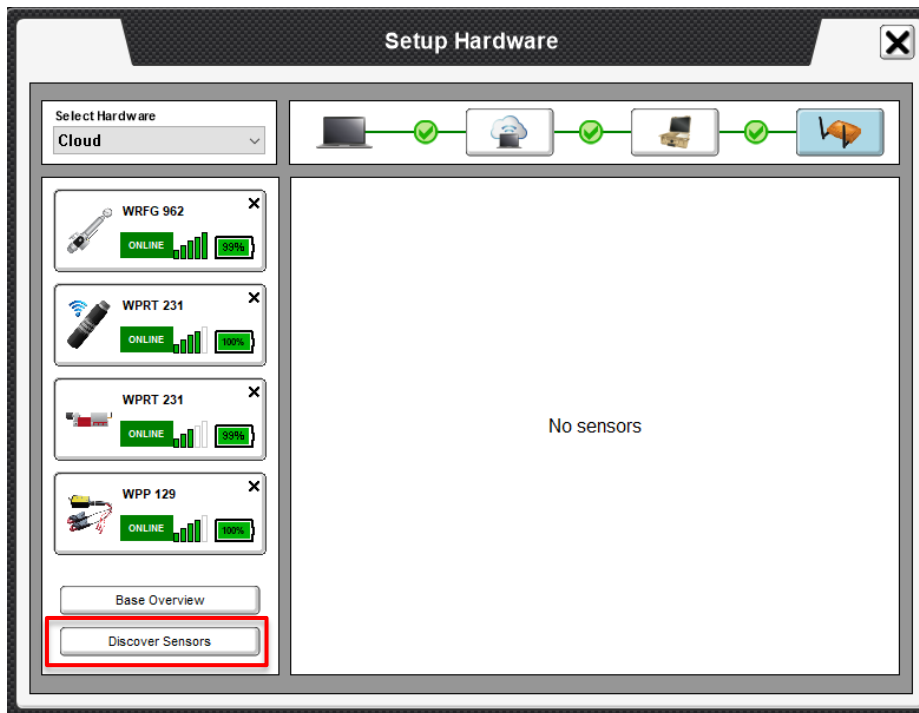 Setup Hardware
Select Hardware
Cloud
WRFG 962
ONLINE
99%
WPRT 231
ONLINE
100%
WPRT 231
ONLINE
99%
WPP 129
ONLINE
100%
No sensors
Base Overview
Discover Sensors